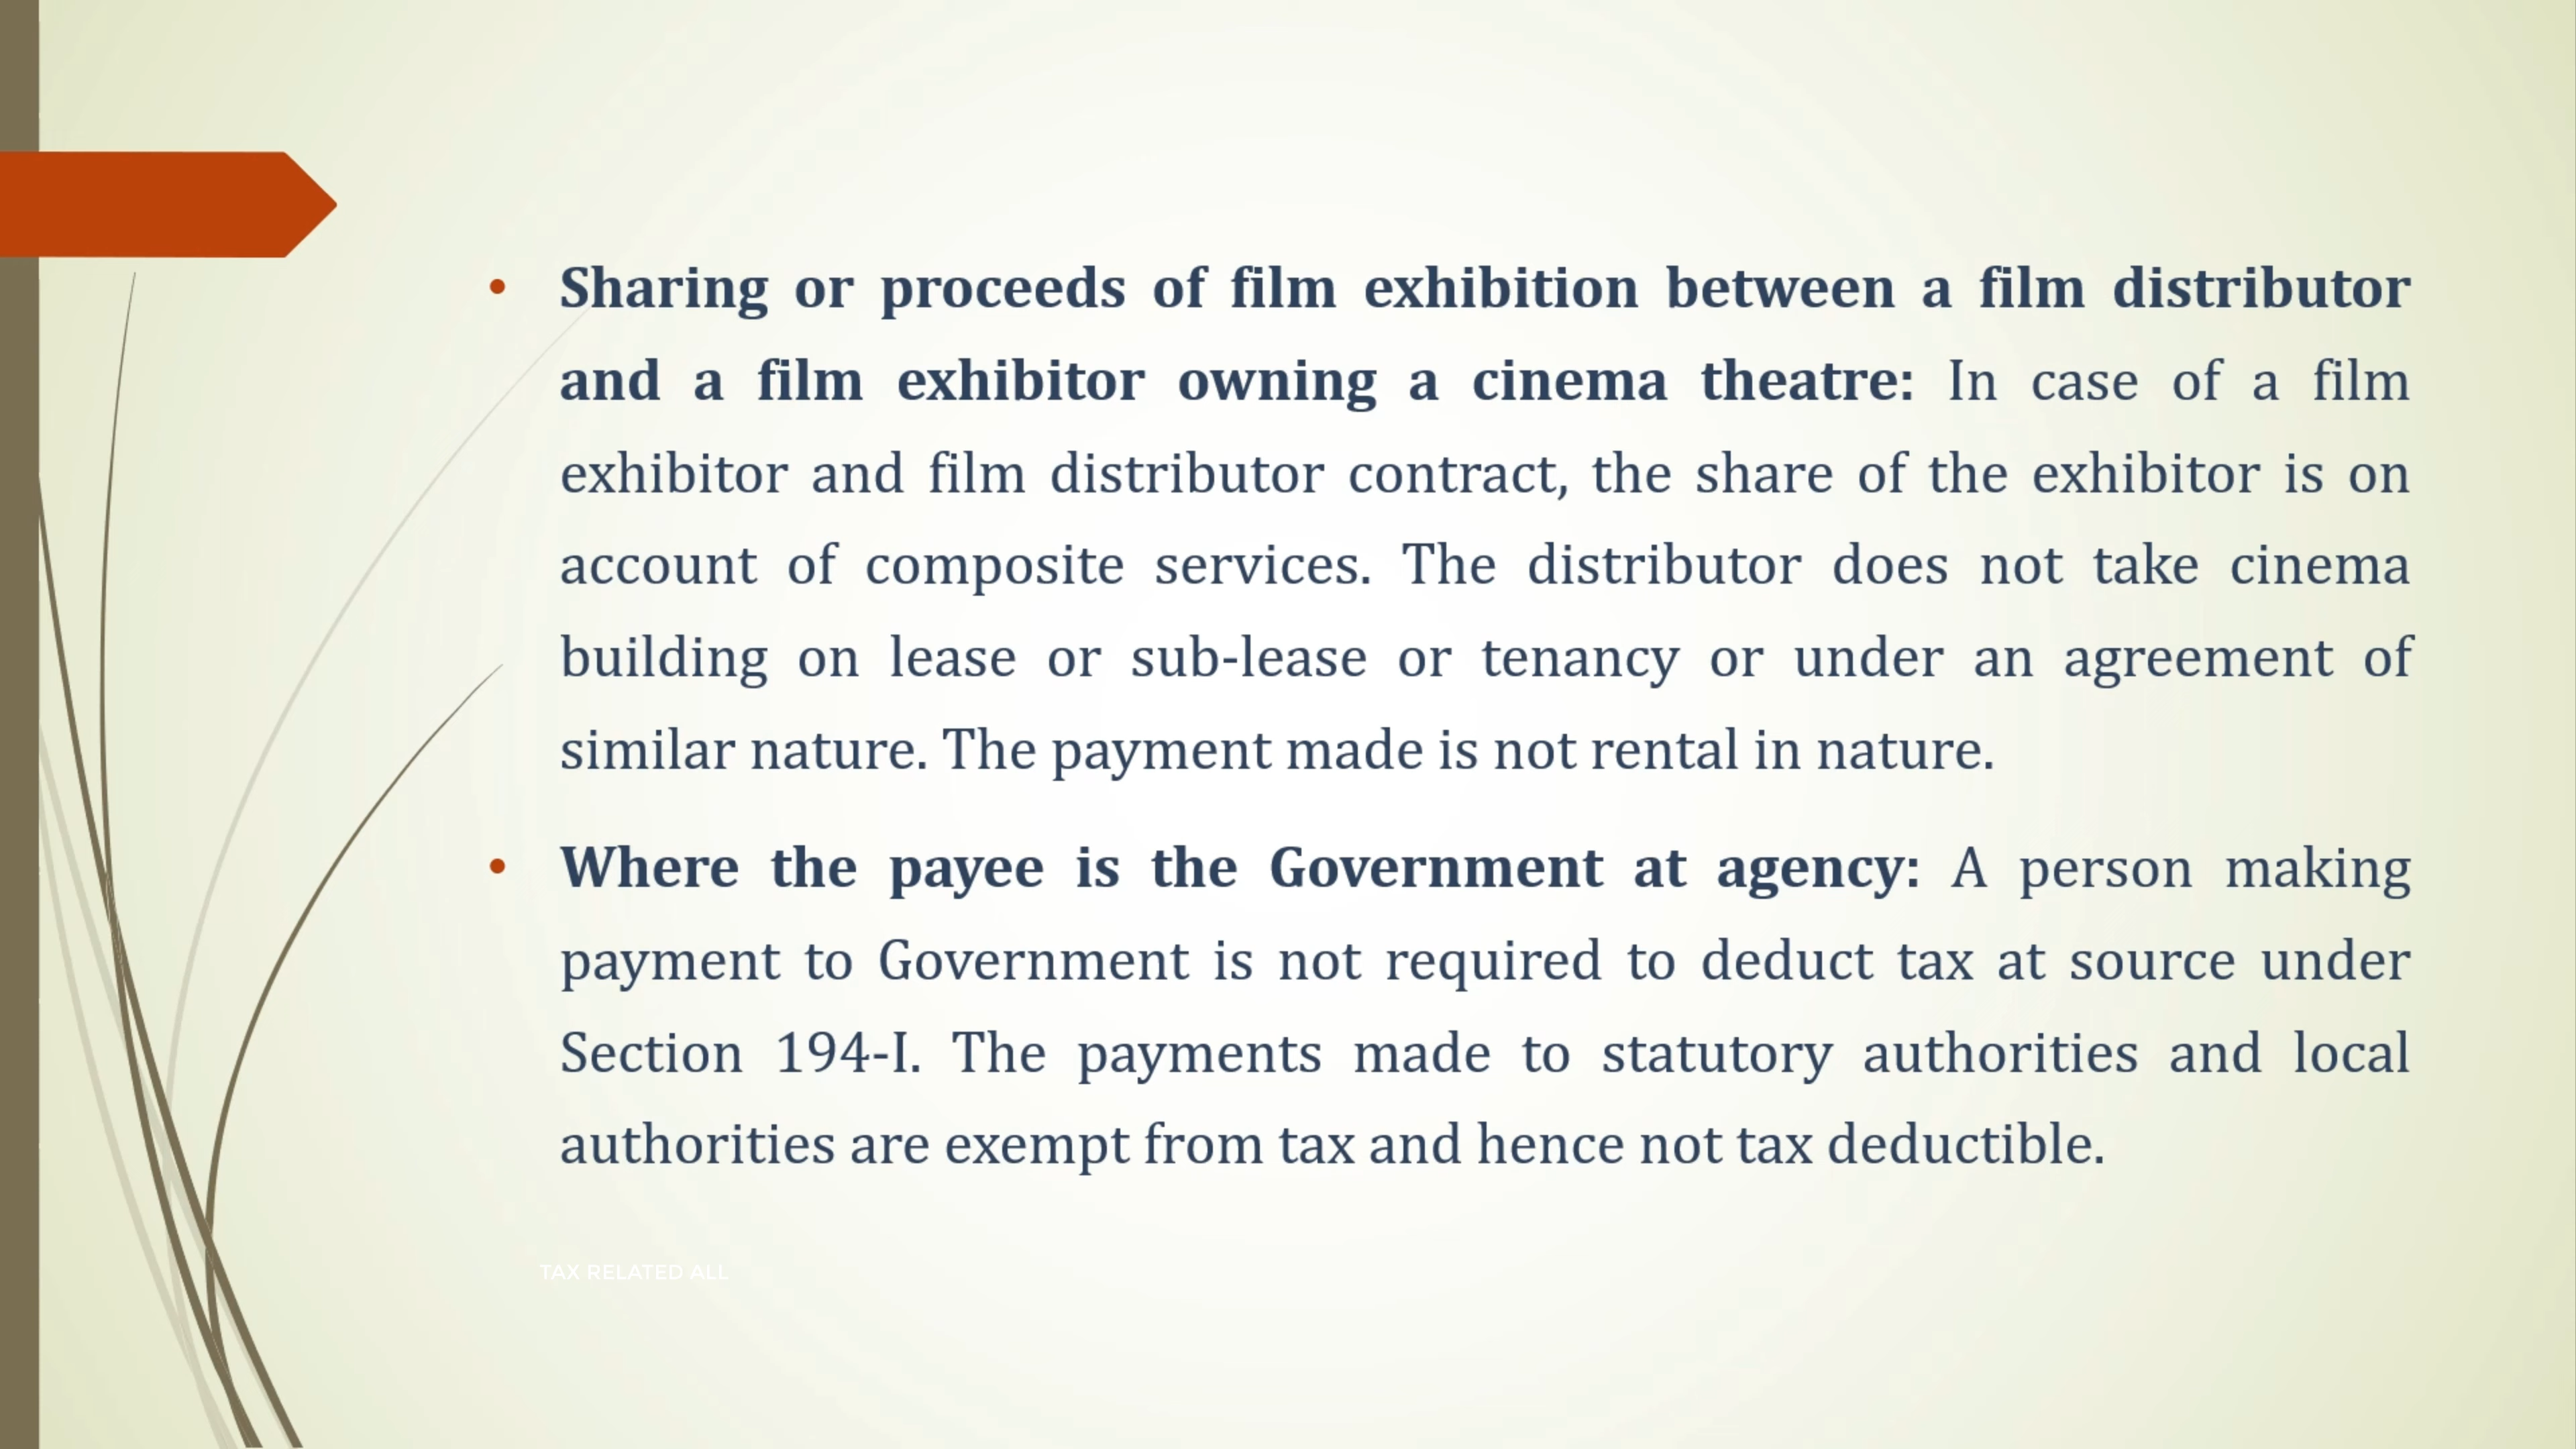 • Sharing or proceeds of film exhibition between a film distributor
and a film exhibitor owning a cinema theatre: In case of a film
exhibitor and film distributor contract, the share of the exhibitor is on
account of composite services. The distributor does not take cinema
building on lease or sub-lease or tenancy or under an agreement of
similar nature. The payment made is not rental in nature.
• Where the payee is the Government at agency: A person making
payment to Government is not required to deduct tax at source under
Section 194-I. The payments made to statutory authorities and local
authorities are exempt from tax and hence not tax deductible.
TAX RELATED ALL